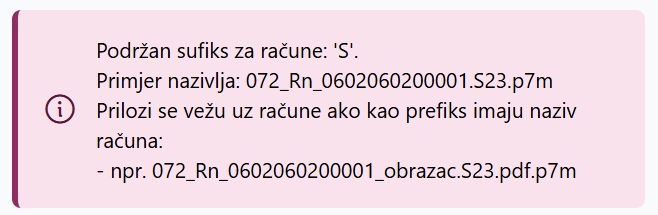 Podržan sufiks za račune: 'S'.
Primjer nazivlja: 072_Rn_0602060200001.S23.p7m
Prilozi se vežu uz račune ako kao prefiks imaju naziv
računa:
- npr. 072_Rn_0602060200001_obrazac.S23.pdf.p7m